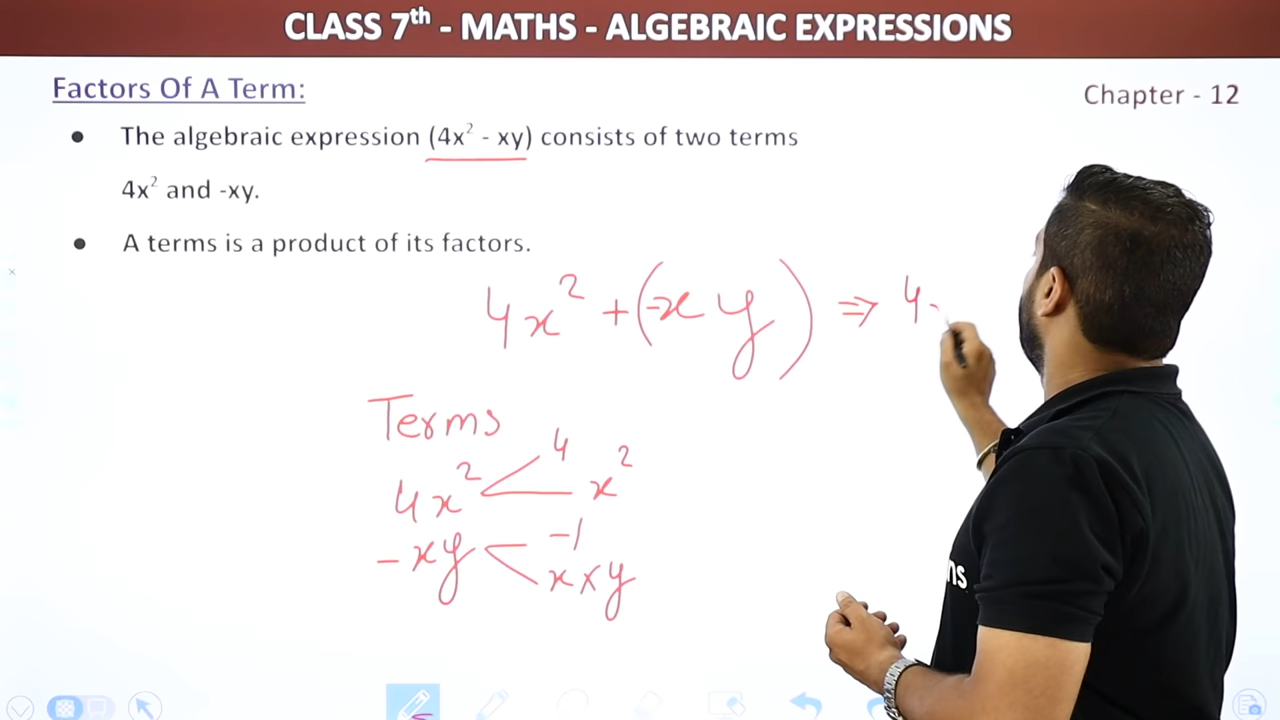 CLASS 7th - MATHS - ALGEBRAIC EXPRESSIONS
Factors Of A Term:
Chapter - 12
● The algebraic expression (4x² - xy) consists of two terms
4x² and -xy.
● A terms is a product of its factors.
4x² + (-xy) ⇒ 4
Terms
4
4x² x²
-1
-xy x×y
ns